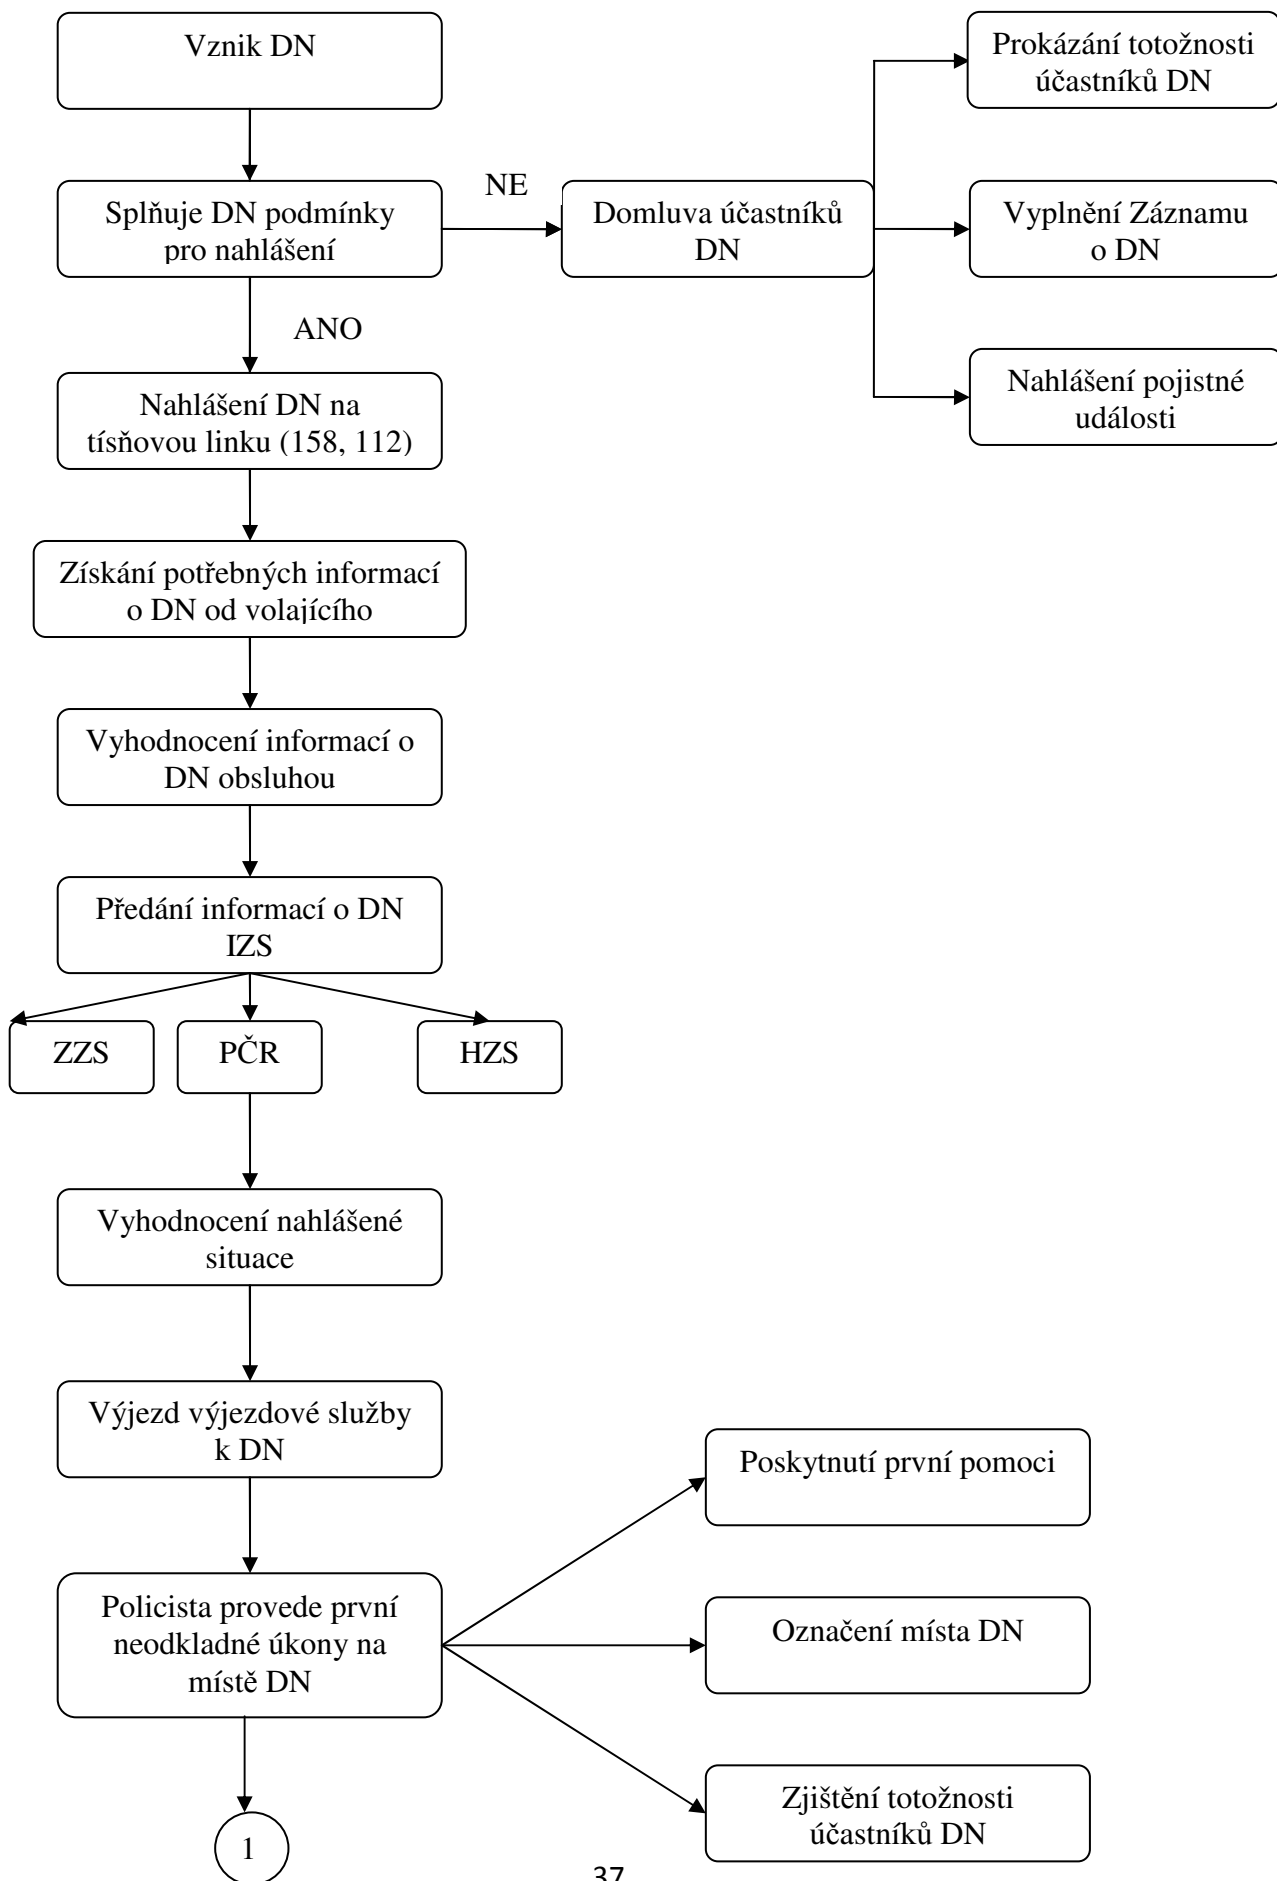 Vznik DN
Prokázání totožnosti
účastníků DN
Splňuje DN podmínky
pro nahlášení
NE
Domluva účastníků
DN
Vyplnění Záznamu
o DN
ANO
Nahlášení pojistné
události
Nahlášení DN na
tísňovou linku (158, 112)
Získání potřebných informací
o DN od volajícího
Vyhodnocení informací o
DN obsluhou
Předání informací o DN
IZS
ZZS
PČR
HZS
Vyhodnocení nahlášené
situace
Výjezd výjezdové služby
k DN
Poskytnutí první pomoci
Policista provede první
neodkladné úkony na
místě DN
Označení místa DN
Zjištění totožnosti
účastníků DN
1
37